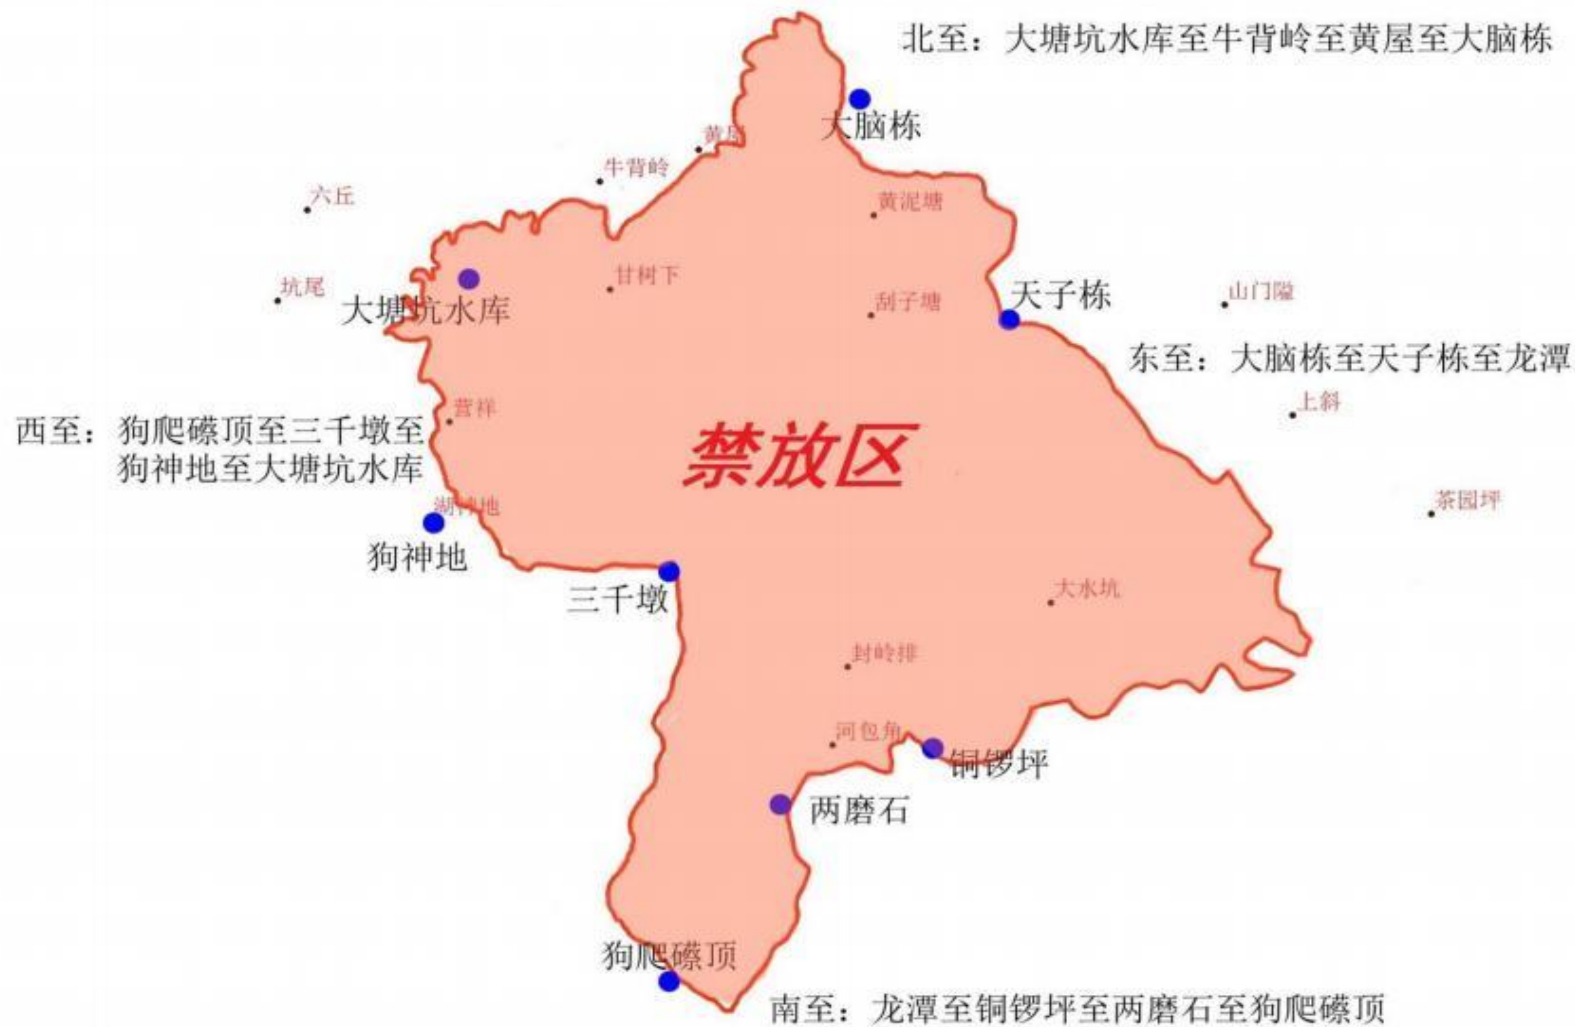 北至：大塘坑水库至牛背岭至黄屋至大脑栋
大脑栋
黄屋
牛背岭
六丘
黄泥塘
甘树下
坑尾
大塘坑水库
刮子塘
天子栋
山门隘
东至：大脑栋至天子栋至龙潭
上斜
营祥
西至：狗爬礤顶至三千墩至
狗神地至大塘坑水库
禁放区
湖神地
狗神地
茶园坪
三千墩
大水坑
封岭排
河包角
铜锣坪
两磨石
狗爬礤顶
南至：龙潭至铜锣坪至两磨石至狗爬礤顶